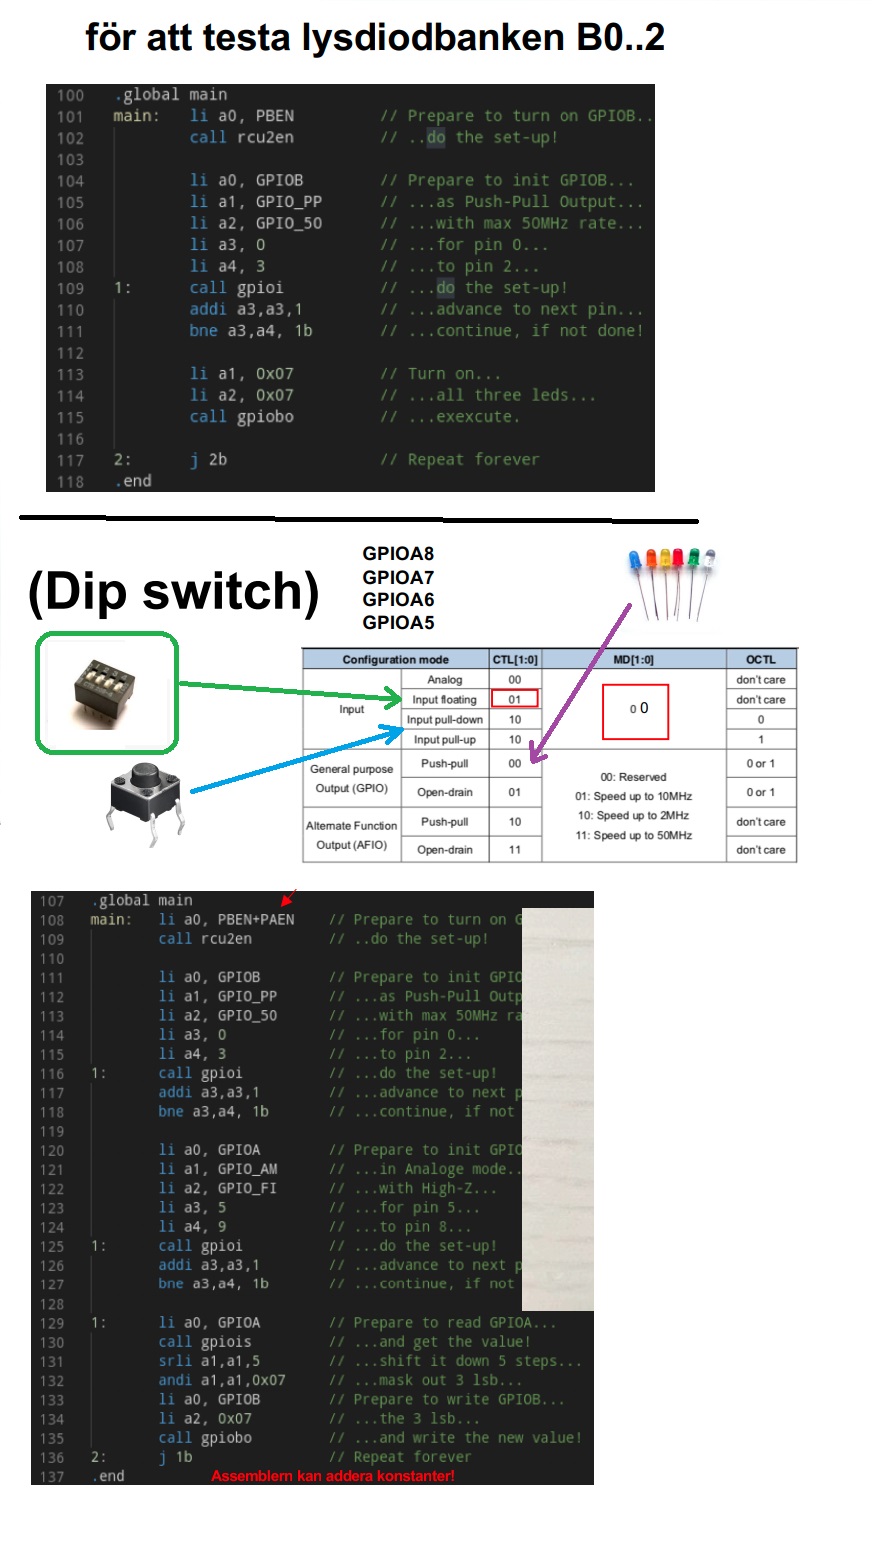 för att testa lysdiodbanken B0..2
100 .global main
101 main: li a0, PBEN // Prepare to turn on GPIOB..
102 call rcu2en // ..do the set-up!
103
104 li a0, GPIOB // Prepare to init GPIOB...
105 li a1, GPIO_PP // ...as Push-Pull Output...
106 li a2, GPIO_50 // ...with max 50MHz rate...
107 li a3, 0 // ...for pin 0...
108 li a4, 3 // ...to pin 2...
109 1: call gpioi // ...do the set-up!
110 addi a3,a3,1 // ...advance to next pin...
111 bne a3,a4, 1b // ...continue, if not done!
112
113 li a1, 0x07 // Turn on...
114 li a2, 0x07 // ...all three leds...
115 call gpiobo // ...exexcute.
116
117 2: j 2b // Repeat forever
118 .end
(Dip switch)
GPIOA8
GPIOA7
GPIOA6
GPIOA5
Configuration mode CTL[1:0] MD[1:0] OCTL
Input Analog 00 0 0 don't care
Input floating 01 don't care
Input pull-down 10 0
Input pull-up 10 1
General purpose Output (GPIO) Push-pull 00 0 or 1
Open-drain 01 0 or 1
Alternate Function Output (AFIO) Push-pull 10 don't care
Open-drain 11 don't care
00: Reserved
01: Speed up to 10MHz
10: Speed up to 2MHz
11: Speed up to 50MHz
107 .global main
108 main: li a0, PBEN+PAEN // Prepare to turn on
109 call rcu2en // ..do the set-up!
110
111 li a0, GPIOB // Prepare to init GPIO
112 li a1, GPIO_PP // ...as Push-Pull Outp
113 li a2, GPIO_50 // ...with max 50MHz ra
114 li a3, 0 // ...for pin 0...
115 li a4, 3 // ...to pin 2...
116 1: call gpioi // ...do the set-up!
117 addi a3,a3,1 // ...advance to next p
118 bne a3,a4, 1b // ...continue, if not
119
120 li a0, GPIOA // Prepare to init GPIO
121 li a1, GPIO_AM // ...in Analoge mode..
122 li a2, GPIO_FI // ...with High-Z...
123 li a3, 5 // ...for pin 5...
124 li a4, 9 // ...to pin 8...
125 1: call gpioi // ...do the set-up!
126 addi a3,a3,1 // ...advance to next p
127 bne a3,a4, 1b // ...continue, if not
128
129 1: li a0, GPIOA // Prepare to read GPIOA...
130 call gpiois // ...and get the value!
131 srli a1,a1,5 // ...shift it down 5 steps...
132 andi a1,a1,0x07 // ...mask out 3 lsb...
133 li a0, GPIOB // Prepare to write GPIOB...
134 li a2, 0x07 // ...the 3 lsb...
135 call gpiobo // ...and write the new value!
136 2: j 1b // Repeat forever
137 .end Assemblern kan addera konstanter!